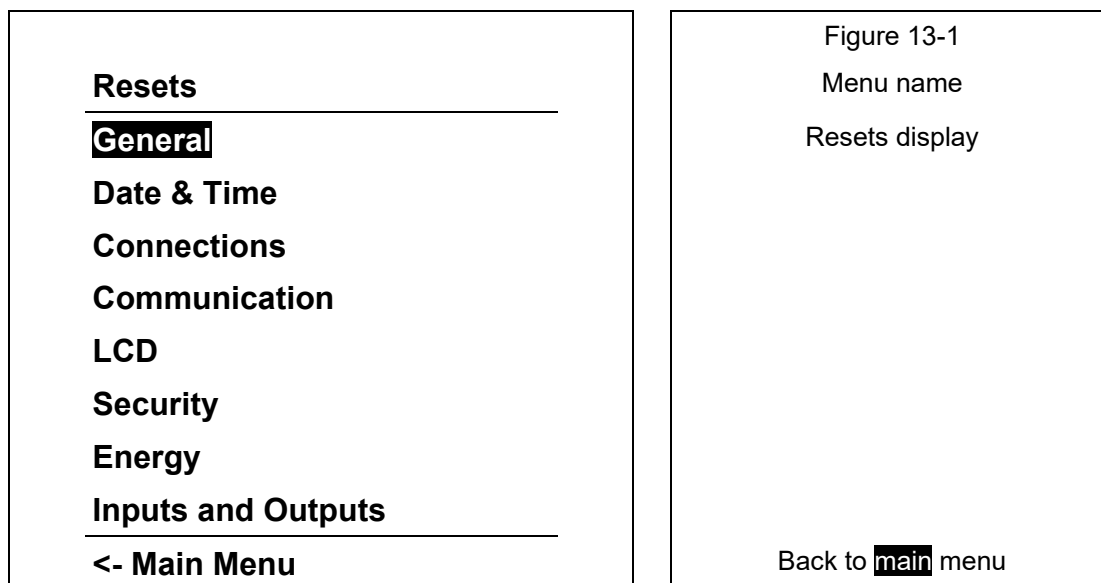 Resets
General
Date & Time
Connections
Communication
LCD
Security
Energy
Inputs and Outputs
<- Main Menu
Figure 13-1
Menu name
Resets display
Back to main menu